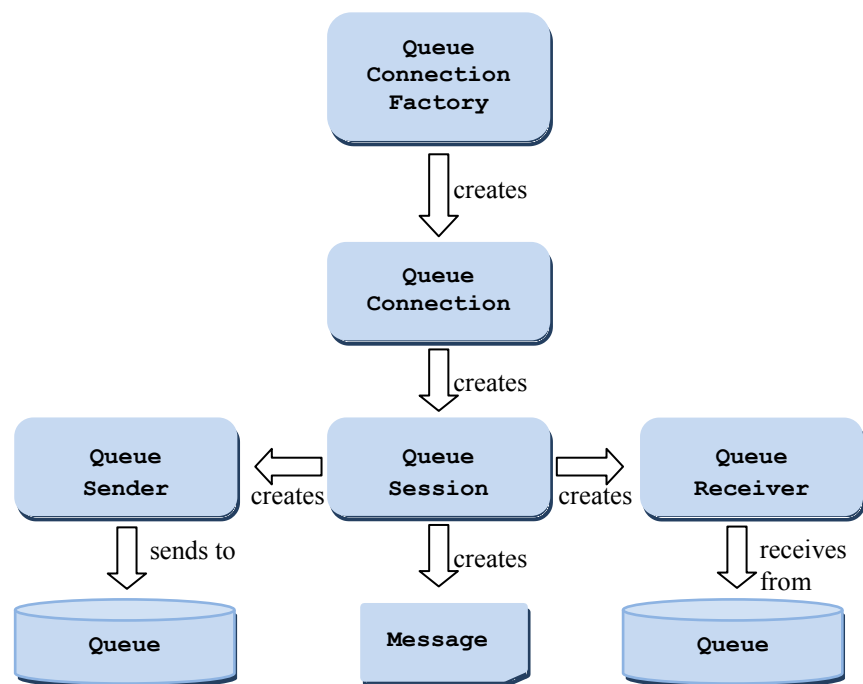 Queue
Connection
Factory
creates
Queue
Connection
creates
Queue
Sender
creates
Queue
Session
creates
Queue
Receiver
sends to
creates
receives
from
Queue
Message
Queue